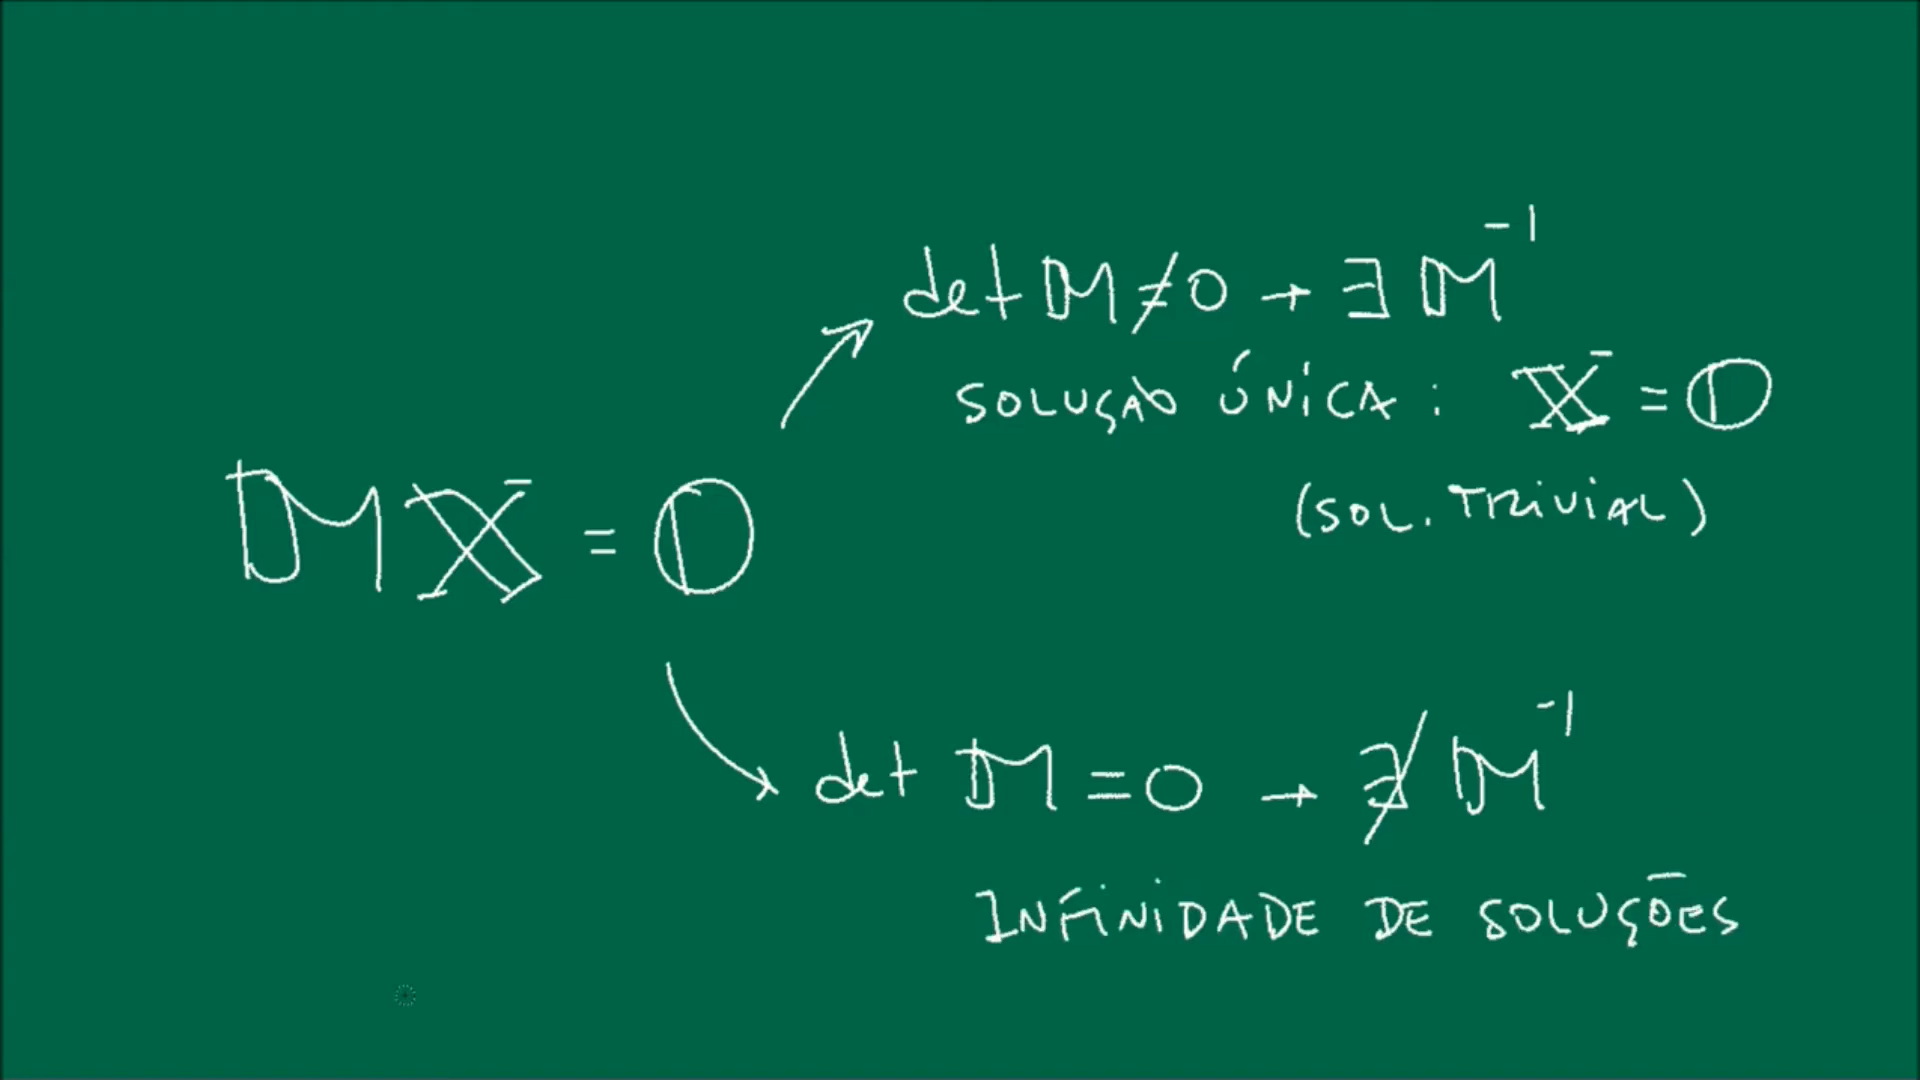 det 𝕄 ≠ 0 → ∃ 𝕄⁻¹
SOLUÇÃO ÚNICA : 𝕏 = 𝕆
(SOL. TRIVIAL)
𝕄𝕏 = 𝕆
det 𝕄 = 0 → ∄ 𝕄⁻¹
INFINIDADE DE SOLUÇÕES